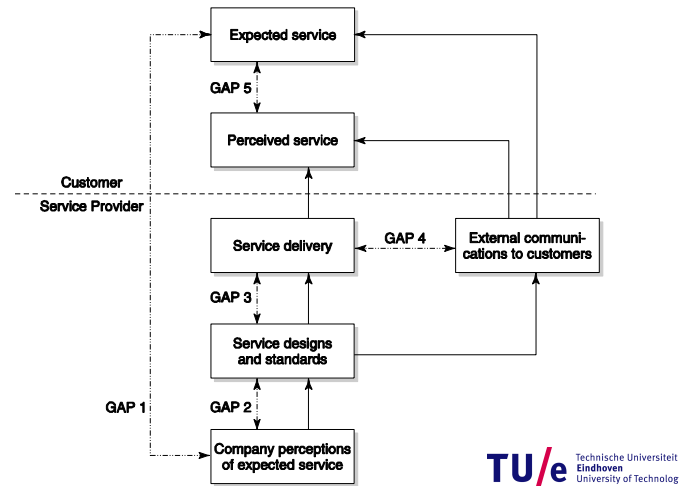 Expected service
GAP 5
Perceived service
Customer
Service Provider
Service delivery
GAP 4
External communi-
cations to customers
GAP 3
Service designs
and standards
GAP 1
GAP 2
Company perceptions
of expected service
TU/e
Technische Universiteit
Eindhoven
University of Technolog